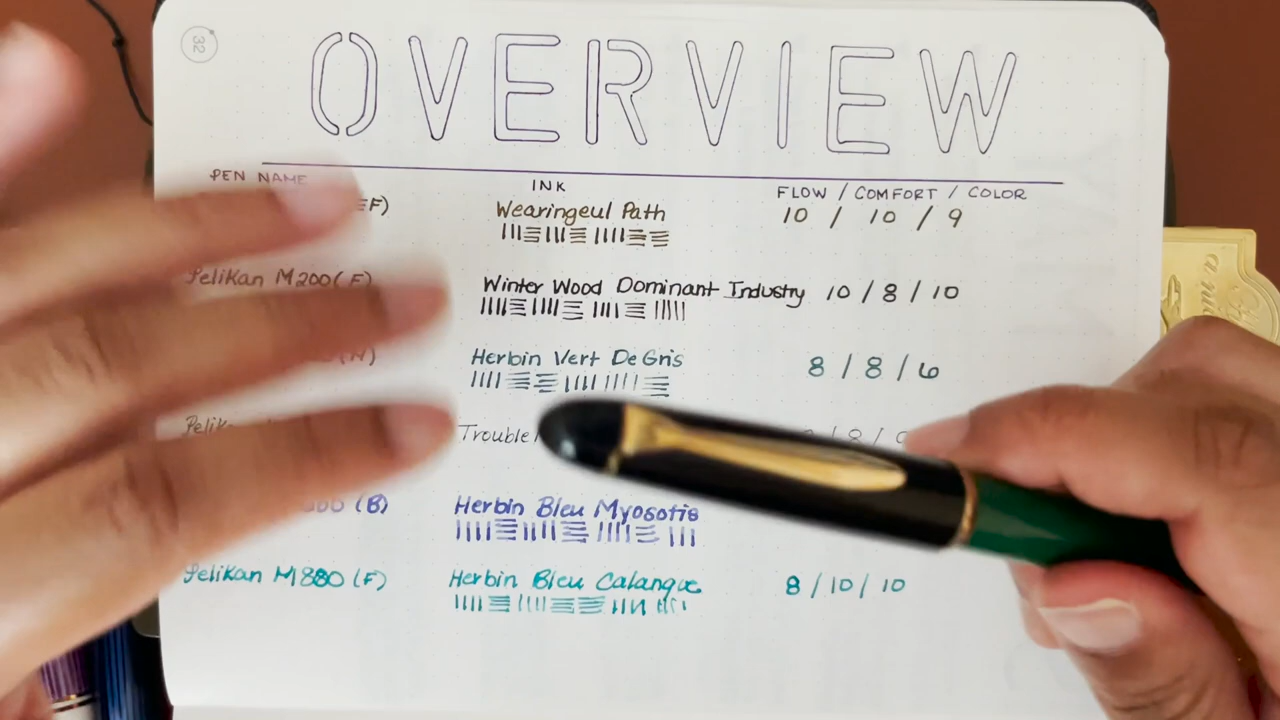 32
OVERVIEW
PEN NAME INK FLOW / COMFORT / COLOR
F) Wearingeul Path 10 / 10 / 9
Pelikan M200 (F) Winter Wood Dominant Industry 10 / 8 / 10
Herbin Vert De Gris 8 / 8 / 6
/ 8 /
(B) Herbin Bleu Myosotis
Pelikan M880 (F) Herbin Bleu Calanque 8 / 10 / 10